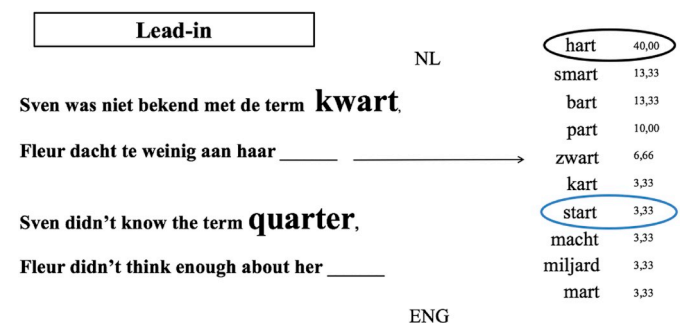 Lead-in
NL
Sven was niet bekend met de term kwart,
Fleur dacht te weinig aan haar ______
Sven didn't know the term quarter,
Fleur didn't think enough about her ______
ENG
hart 40,00
smart 13,33
bart 13,33
part 10,00
zwart 6,66
kart 3,33
start 3,33
macht 3,33
miljard 3,33
mart 3,33